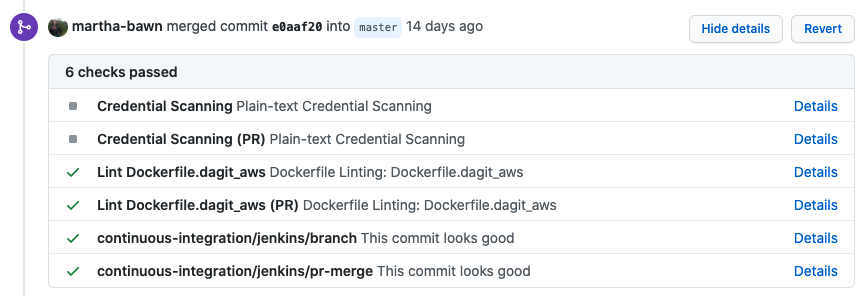 martha-bawn merged commit e0aaf20 into master 14 days ago Hide details Revert
6 checks passed
Credential Scanning Plain-text Credential Scanning Details
Credential Scanning (PR) Plain-text Credential Scanning Details
Lint Dockerfile.dagit_aws Dockerfile Linting: Dockerfile.dagit_aws Details
Lint Dockerfile.dagit_aws (PR) Dockerfile Linting: Dockerfile.dagit_aws Details
continuous-integration/jenkins/branch This commit looks good Details
continuous-integration/jenkins/pr-merge This commit looks good Details